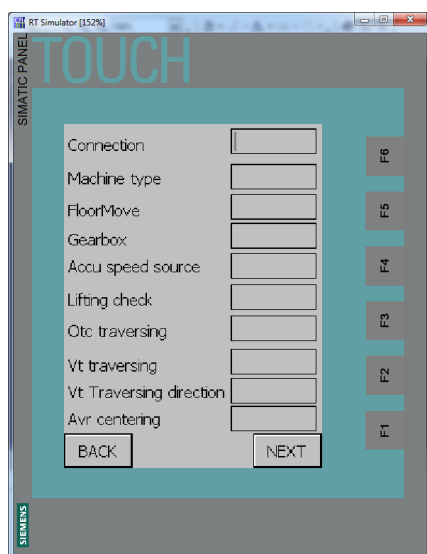 RT Simulator [152%]
SIMATIC PANEL
TOUCH
Connection
Machine type
FloorMove
Gearbox
Accu speed source
Lifting check
Otc traversing
Vt traversing
Vt Traversing direction
Avr centering
BACK
NEXT
F6
F5
F4
F3
F2
F1
SIEMENS